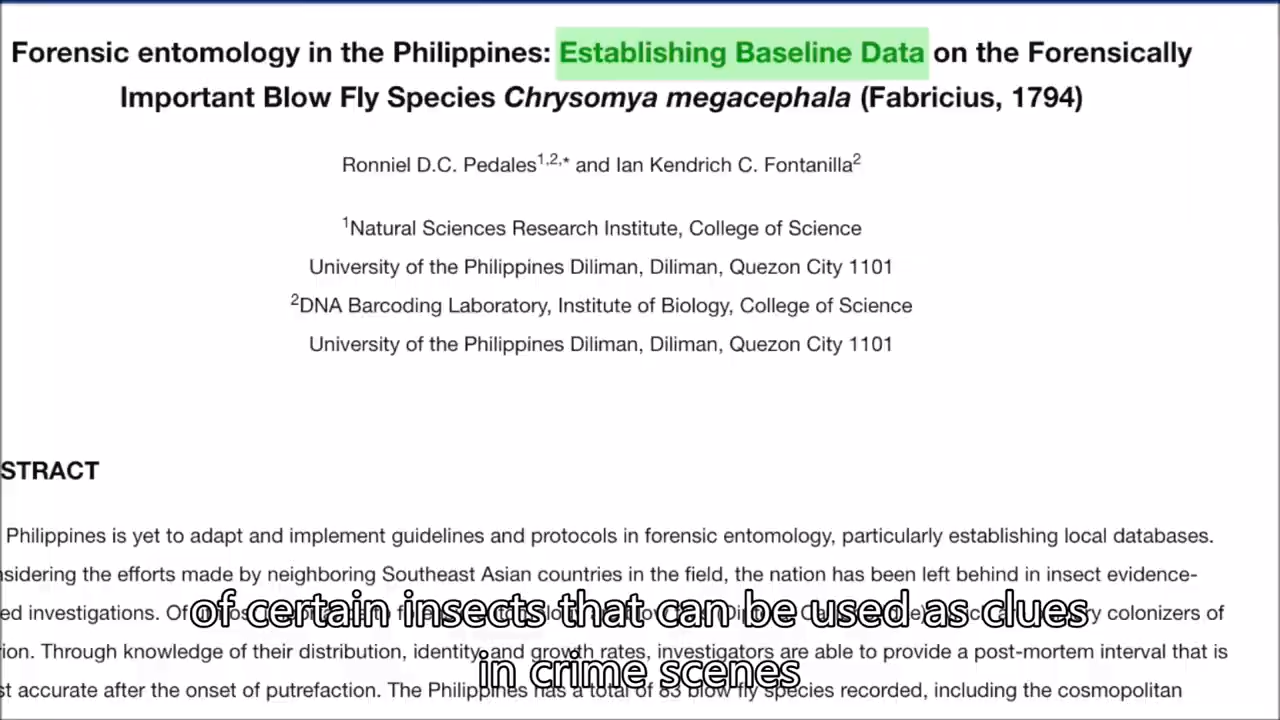 Forensic entomology in the Philippines: Establishing Baseline Data on the Forensically
Important Blow Fly Species Chrysomya megacephala (Fabricius, 1794)
Ronniel D.C. Pedales1,2,* and Ian Kendrich C. Fontanilla2
1Natural Sciences Research Institute, College of Science
University of the Philippines Diliman, Diliman, Quezon City 1101
2DNA Barcoding Laboratory, Institute of Biology, College of Science
University of the Philippines Diliman, Diliman, Quezon City 1101
STRACT
Philippines is yet to adapt and implement guidelines and protocols in forensic entomology, particularly establishing local databases.
nsidering the efforts made by neighboring Southeast Asian countries in the field, the nation has been left behind in insect evidence-
ed investigations. Of
of certain insects that can be used as clues
colonizers of
ion. Through knowledge of their distribution, identity and growth rates, investigators are able to provide a post-mortem interval that is
in crime scenes
st accurate after the onset of putrefaction. The Philippines has a total of 83 blow fly species recorded, including the cosmopolitan